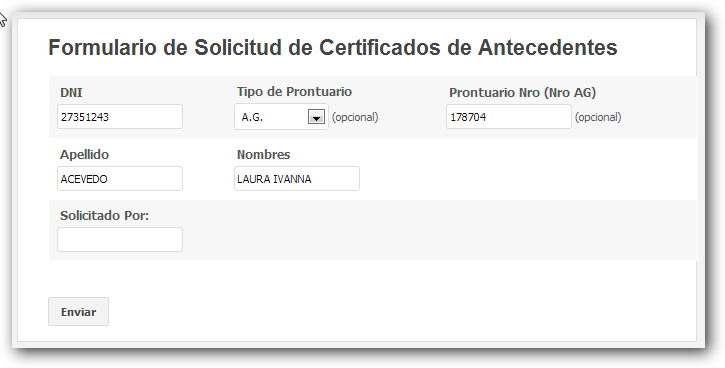 Formulario de Solicitud de Certificados de Antecedentes
DNI Tipo de Prontuario Prontuario Nro (Nro AG)
27351243 A.G. (opcional) 178704 (opcional)
Apellido Nombres
ACEVEDO LAURA IVANNA
Solicitado Por:
Enviar